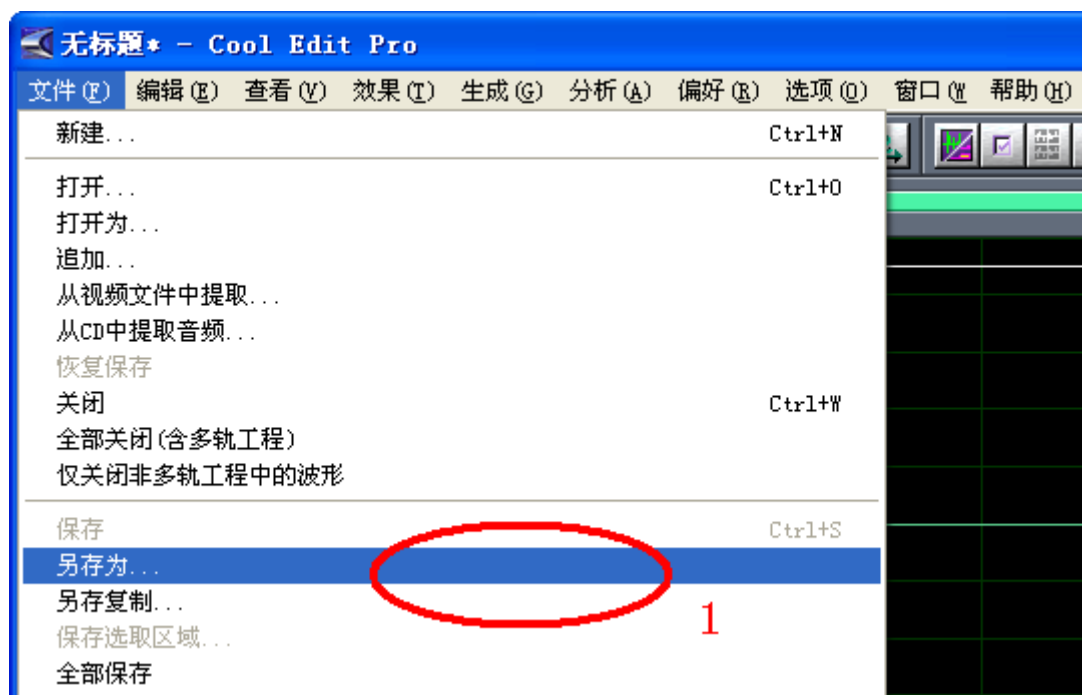 无标题* - Cool Edit Pro
文件(F) 编辑(E) 查看(V) 效果(T) 生成(G) 分析(A) 偏好(R) 选项(O) 窗口(W 帮助(H)
新建... Ctrl+N
打开... Ctrl+O
打开为...
追加...
从视频文件中提取...
从CD中提取音频...
恢复保存
关闭 Ctrl+W
全部关闭(含多轨工程)
仅关闭非多轨工程中的波形
保存 Ctrl+S
另存为...
另存复制...
1
保存选取区域...
全部保存